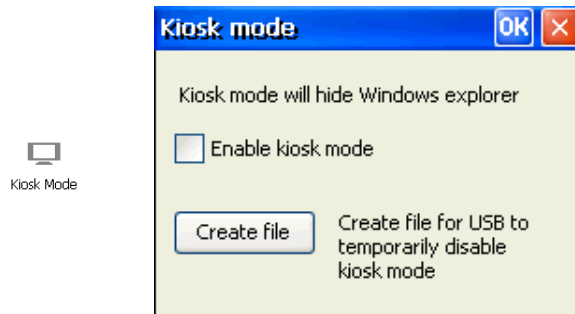 Kiosk mode
OK
Kiosk mode will hide Windows explorer
Enable kiosk mode
Kiosk Mode
Create file
Create file for USB to
temporarily disable
kiosk mode